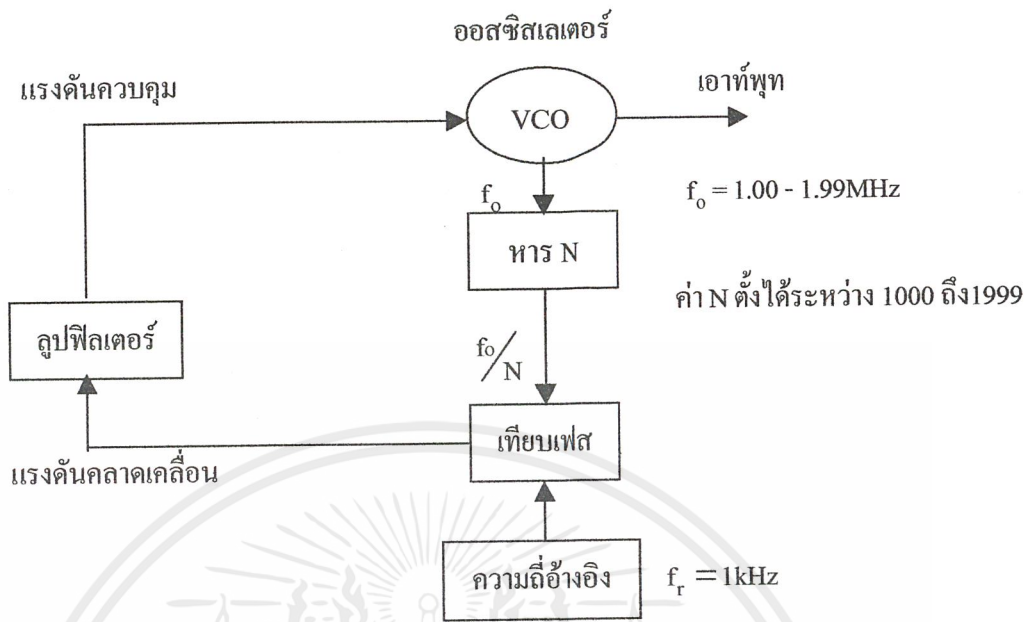 ออสซิสเลเตอร์
แรงดันควบคุม
เอาท์พุท
VCO
fo
fo = 1.00 - 1.99MHz
หาร N
ค่า N ตั้งได้ระหว่าง 1000 ถึง1999
ลูปฟิลเตอร์
fo/N
เทียบเฟส
แรงดันคลาดเคลื่อน
ความถี่อ้างอิง
fr = 1kHz